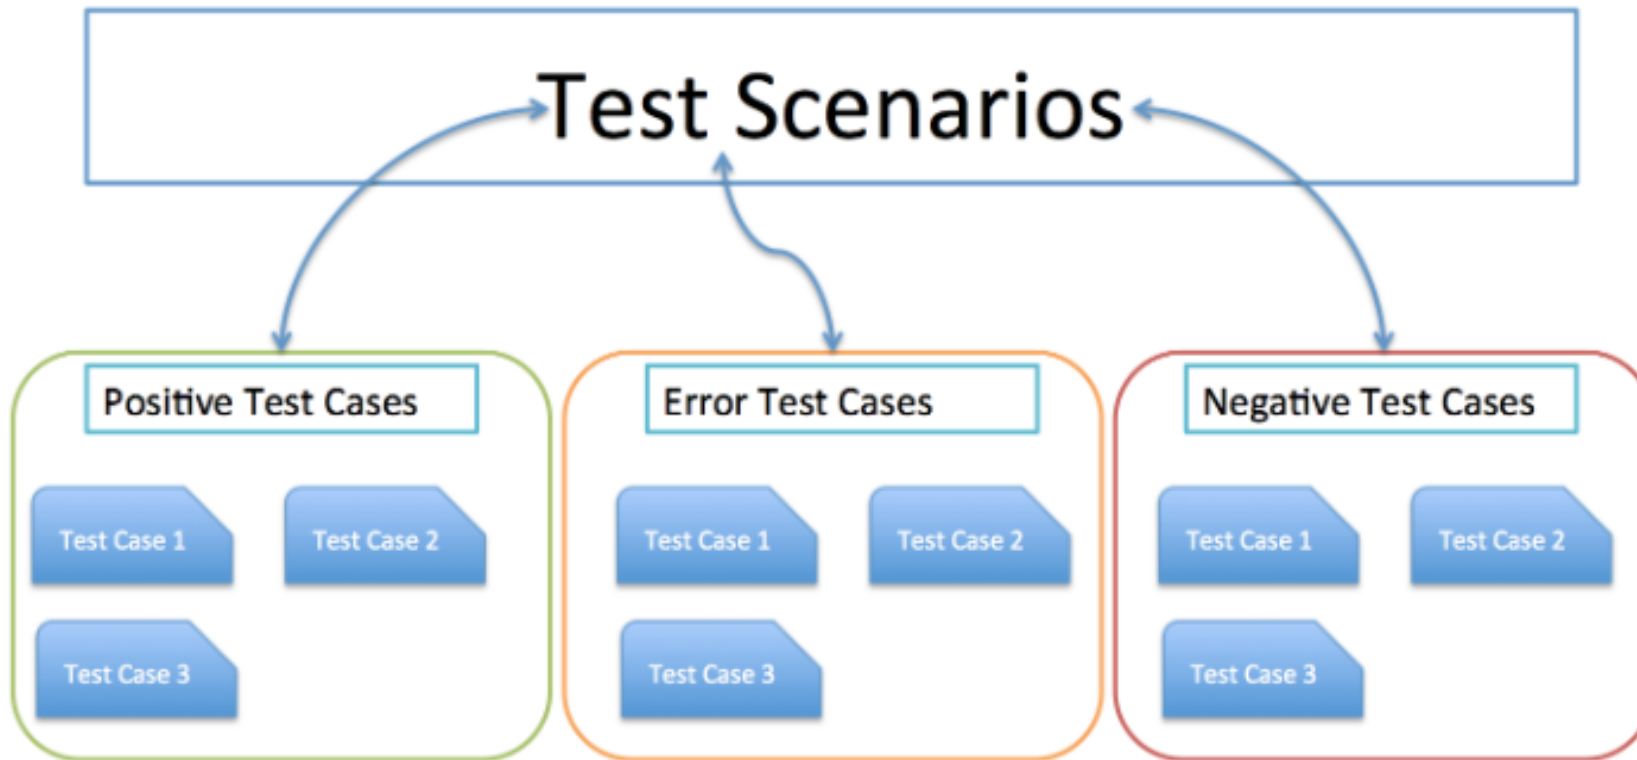 Test Scenarios
Positive Test Cases
Test Case 1
Test Case 2
Test Case 3
Error Test Cases
Test Case 1
Test Case 2
Test Case 3
Negative Test Cases
Test Case 1
Test Case 2
Test Case 3